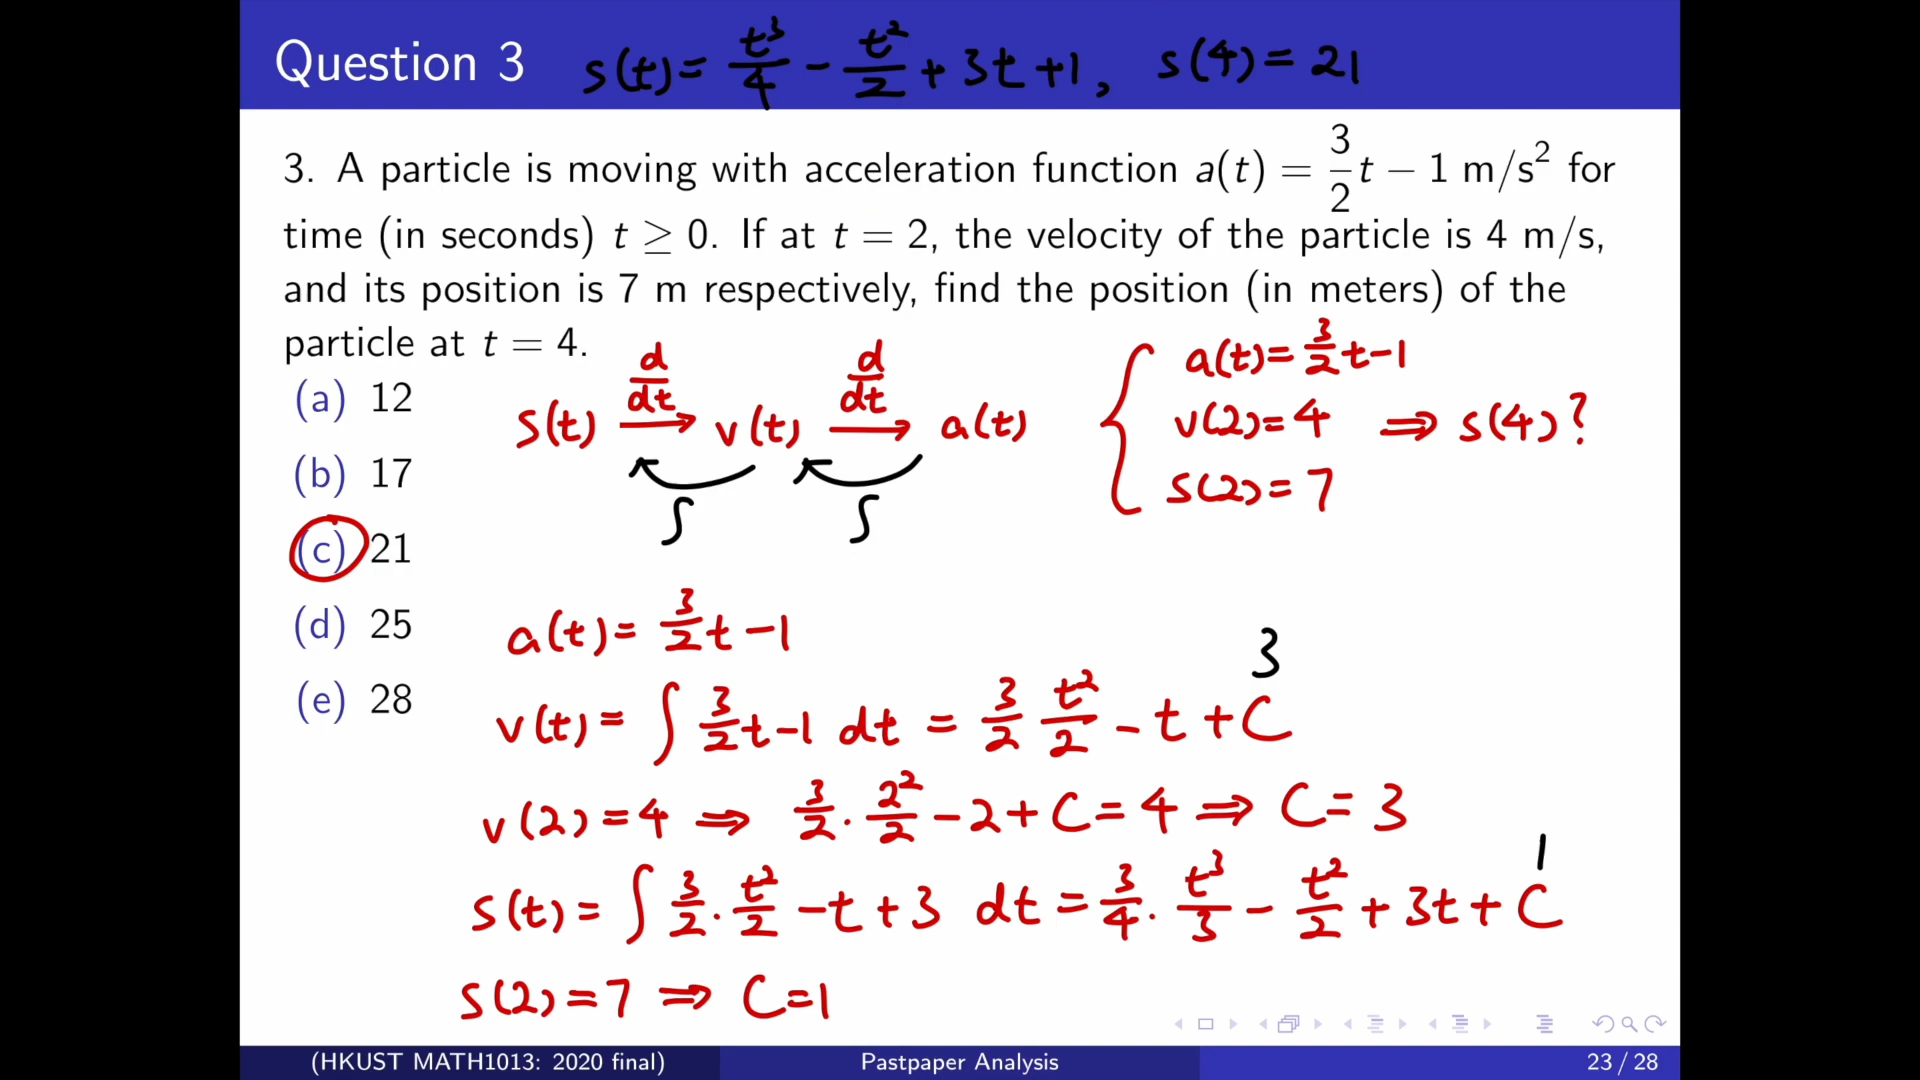 Question 3
s(t) = t³/4 - t²/2 + 3t + 1, s(4) = 21
3. A particle is moving with acceleration function a(t) = 3/2 t − 1 m/s² for
time (in seconds) t ≥ 0. If at t = 2, the velocity of the particle is 4 m/s,
and its position is 7 m respectively, find the position (in meters) of the
particle at t = 4.
(a) 12
(b) 17
(c) 21
(d) 25
(e) 28
s(t) d/dt → v(t) d/dt → a(t)
∫ ∫
a(t) = 3/2 t - 1
v(2) = 4 ⇒ s(4)?
s(2) = 7
a(t) = 3/2 t - 1
3
v(t) = ∫ 3/2 t - 1 dt = 3/2 t²/2 - t + C
v(2) = 4 ⇒ 3/2 · 2²/2 - 2 + C = 4 ⇒ C = 3
1
s(t) = ∫ 3/2 · t²/2 - t + 3 dt = 3/4 · t³/3 - t²/2 + 3t + C
s(2) = 7 ⇒ C = 1
(HKUST MATH1013: 2020 final)
Pastpaper Analysis
23 / 28